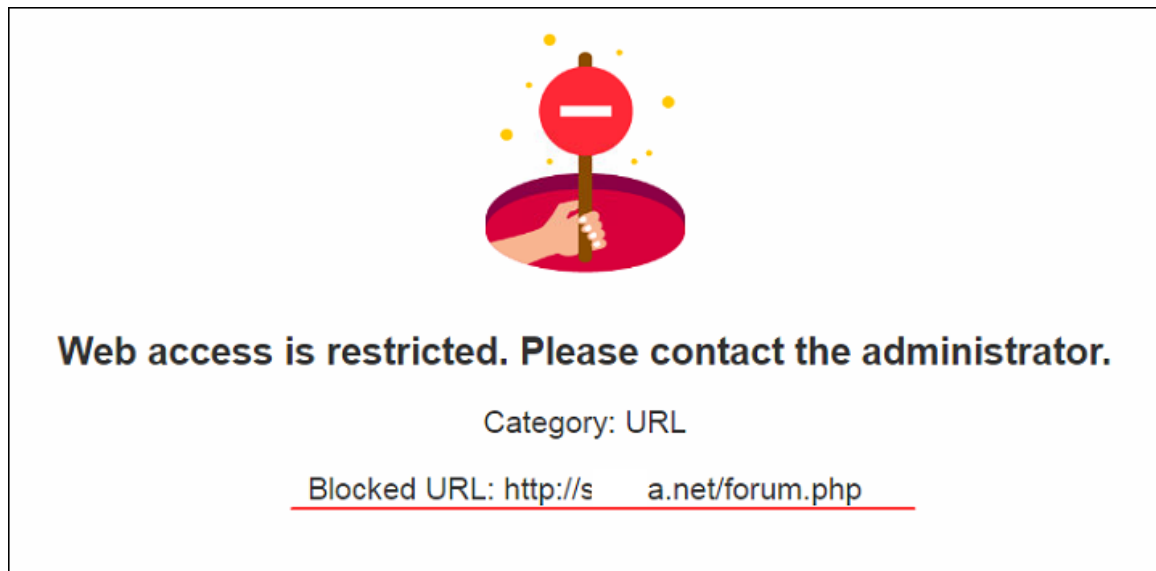 Web access is restricted. Please contact the administrator.
Category: URL
Blocked URL: http://s a.net/forum.php